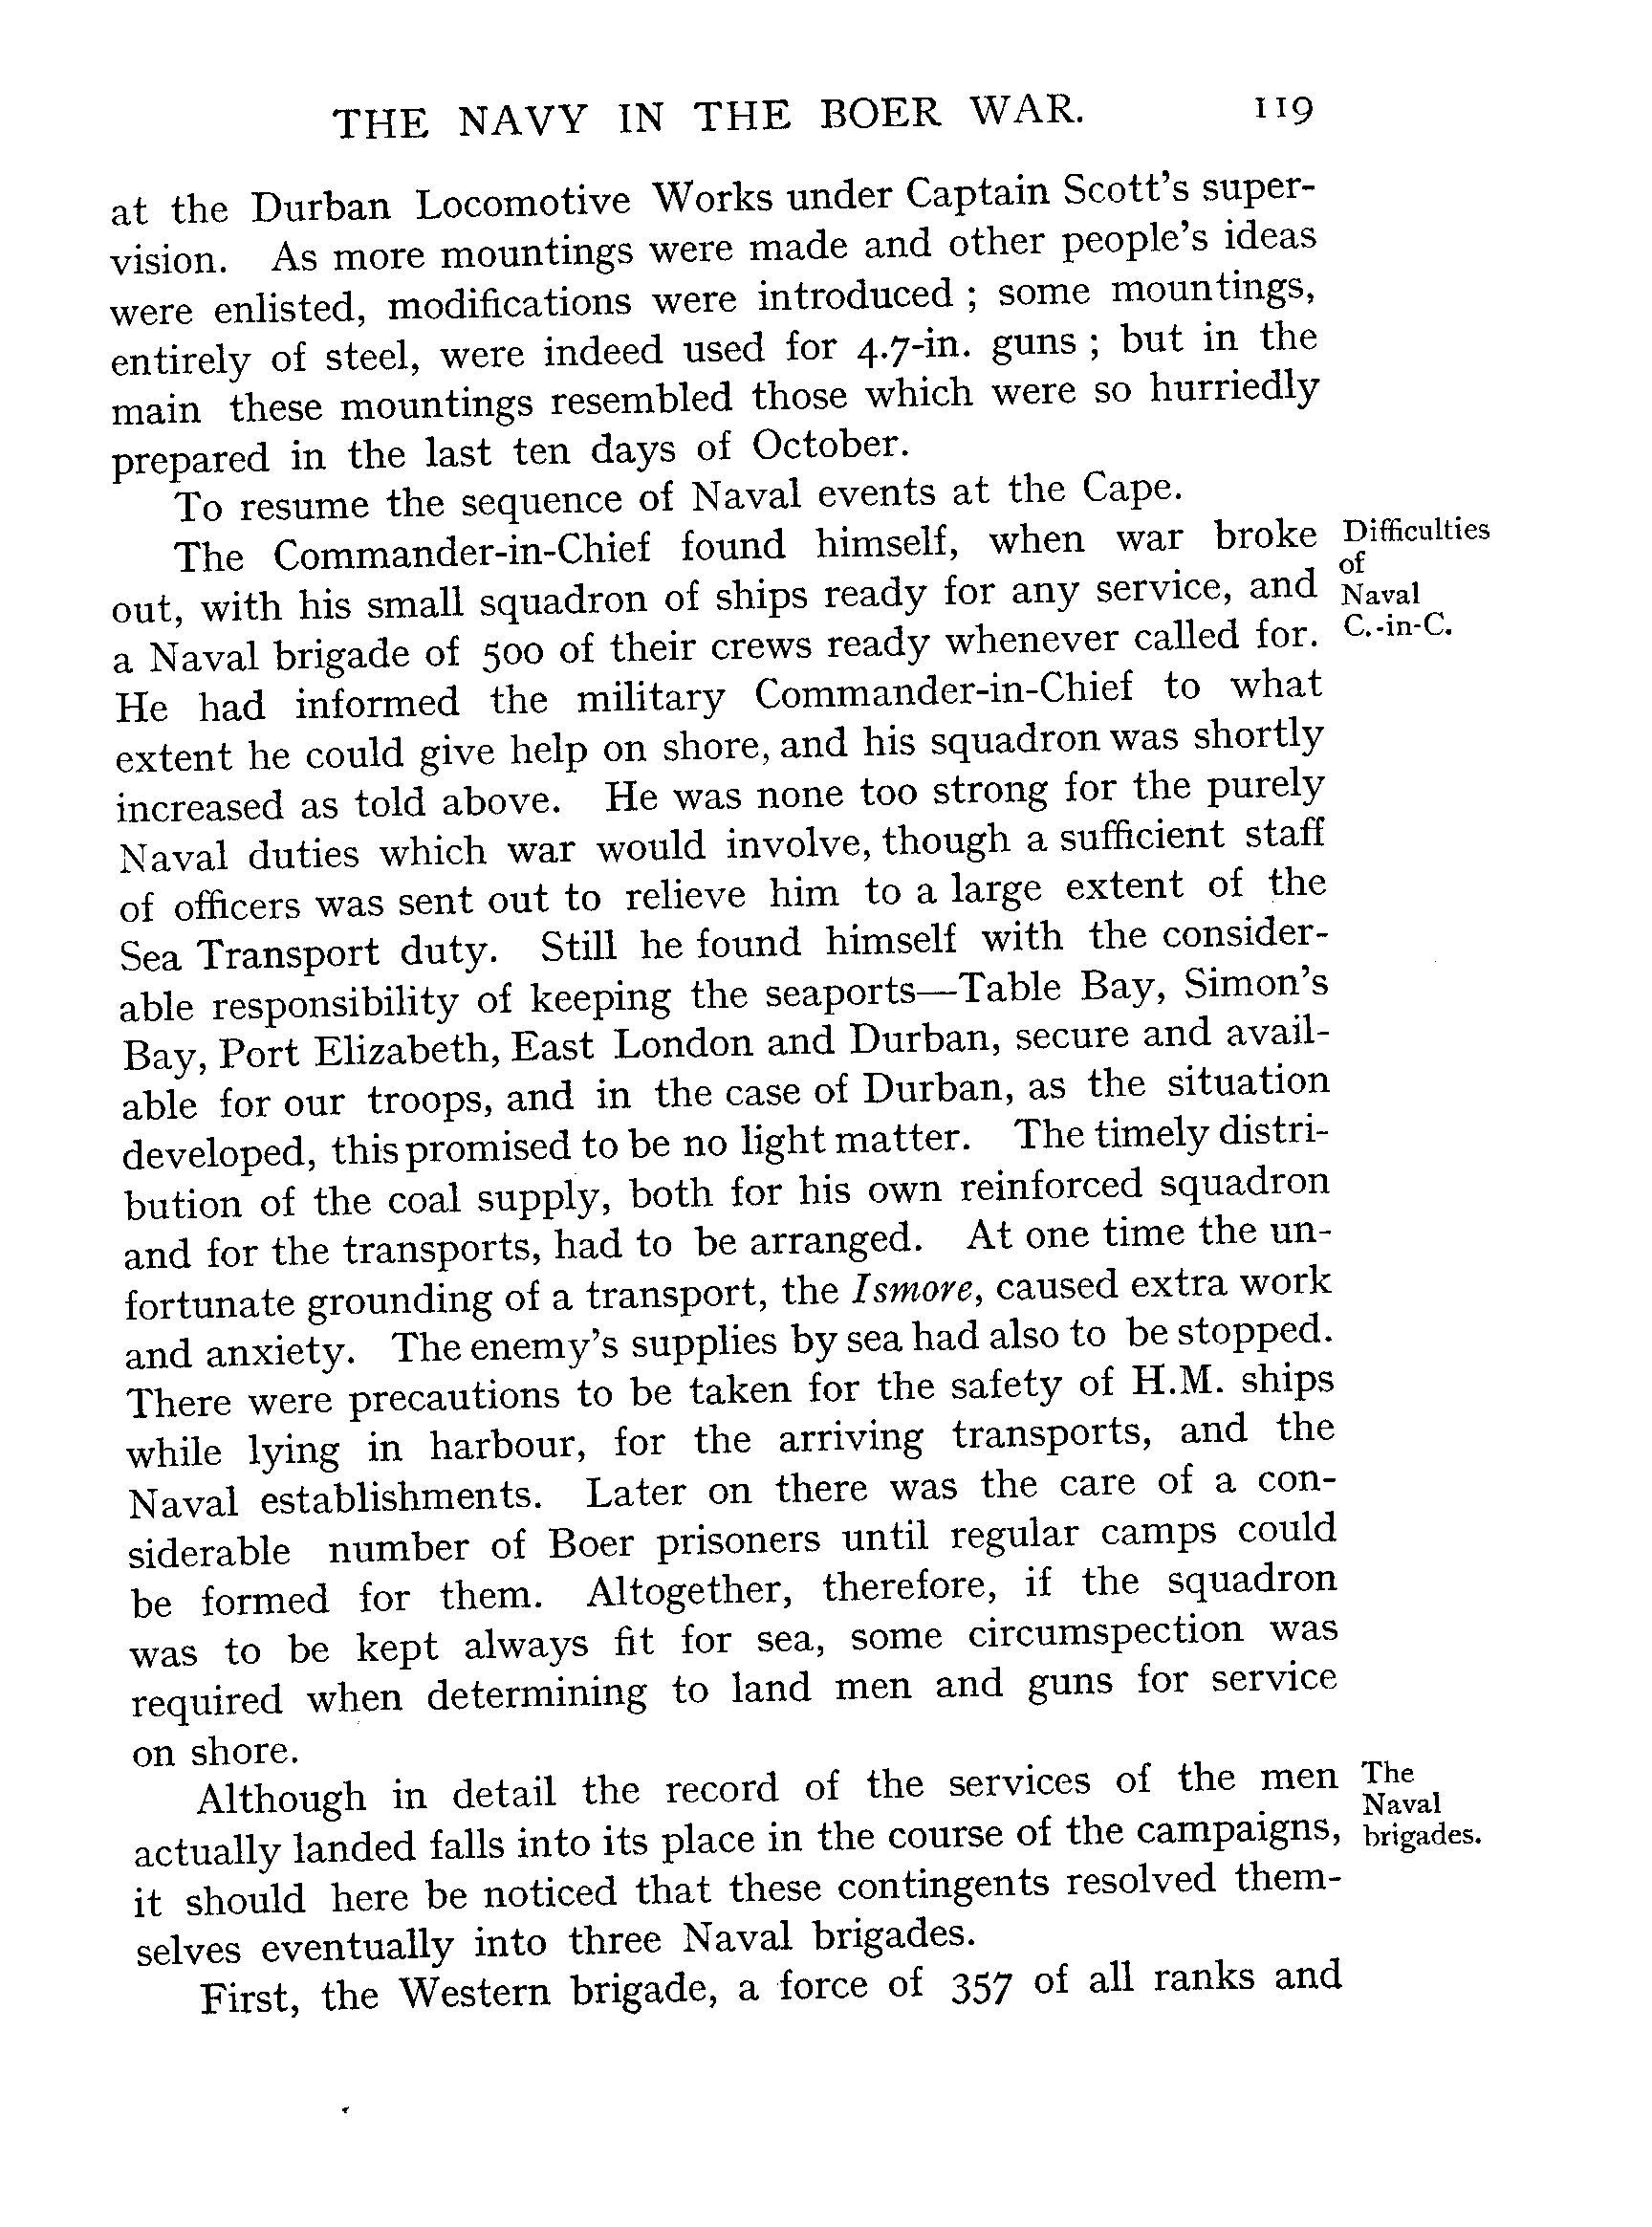 THE NAVY IN THE BOER WAR. 119
at the Durban Locomotive Works under Captain Scott's super-
vision. As more mountings were made and other people's ideas
were enlisted, modifications were introduced ; some mountings,
entirely of steel, were indeed used for 4.7-in. guns ; but in the
main these mountings resembled those which were so hurriedly
prepared in the last ten days of October.
To resume the sequence of Naval events at the Cape.
The Commander-in-Chief found himself, when war broke
out, with his small squadron of ships ready for any service, and
a Naval brigade of 500 of their crews ready whenever called for.
He had informed the military Commander-in-Chief to what
extent he could give help on shore, and his squadron was shortly
increased as told above. He was none too strong for the purely
Naval duties which war would involve, though a sufficient staff
of officers was sent out to relieve him to a large extent of the
Sea Transport duty. Still he found himself with the consider-
able responsibility of keeping the seaports—Table Bay, Simon's
Bay, Port Elizabeth, East London and Durban, secure and avail-
able for our troops, and in the case of Durban, as the situation
developed, this promised to be no light matter. The timely distri-
bution of the coal supply, both for his own reinforced squadron
and for the transports, had to be arranged. At one time the un-
fortunate grounding of a transport, the Ismore, caused extra work
and anxiety. The enemy's supplies by sea had also to be stopped.
There were precautions to be taken for the safety of H.M. ships
while lying in harbour, for the arriving transports, and the
Naval establishments. Later on there was the care of a con-
siderable number of Boer prisoners until regular camps could
be formed for them. Altogether, therefore, if the squadron
was to be kept always fit for sea, some circumspection was
required when determining to land men and guns for service
on shore.
Although in detail the record of the services of the men
actually landed falls into its place in the course of the campaigns,
it should here be noticed that these contingents resolved them-
selves eventually into three Naval brigades.
First, the Western brigade, a force of 357 of all ranks and
Difficulties
of
Naval
C.-in-C.
The
Naval
brigades.